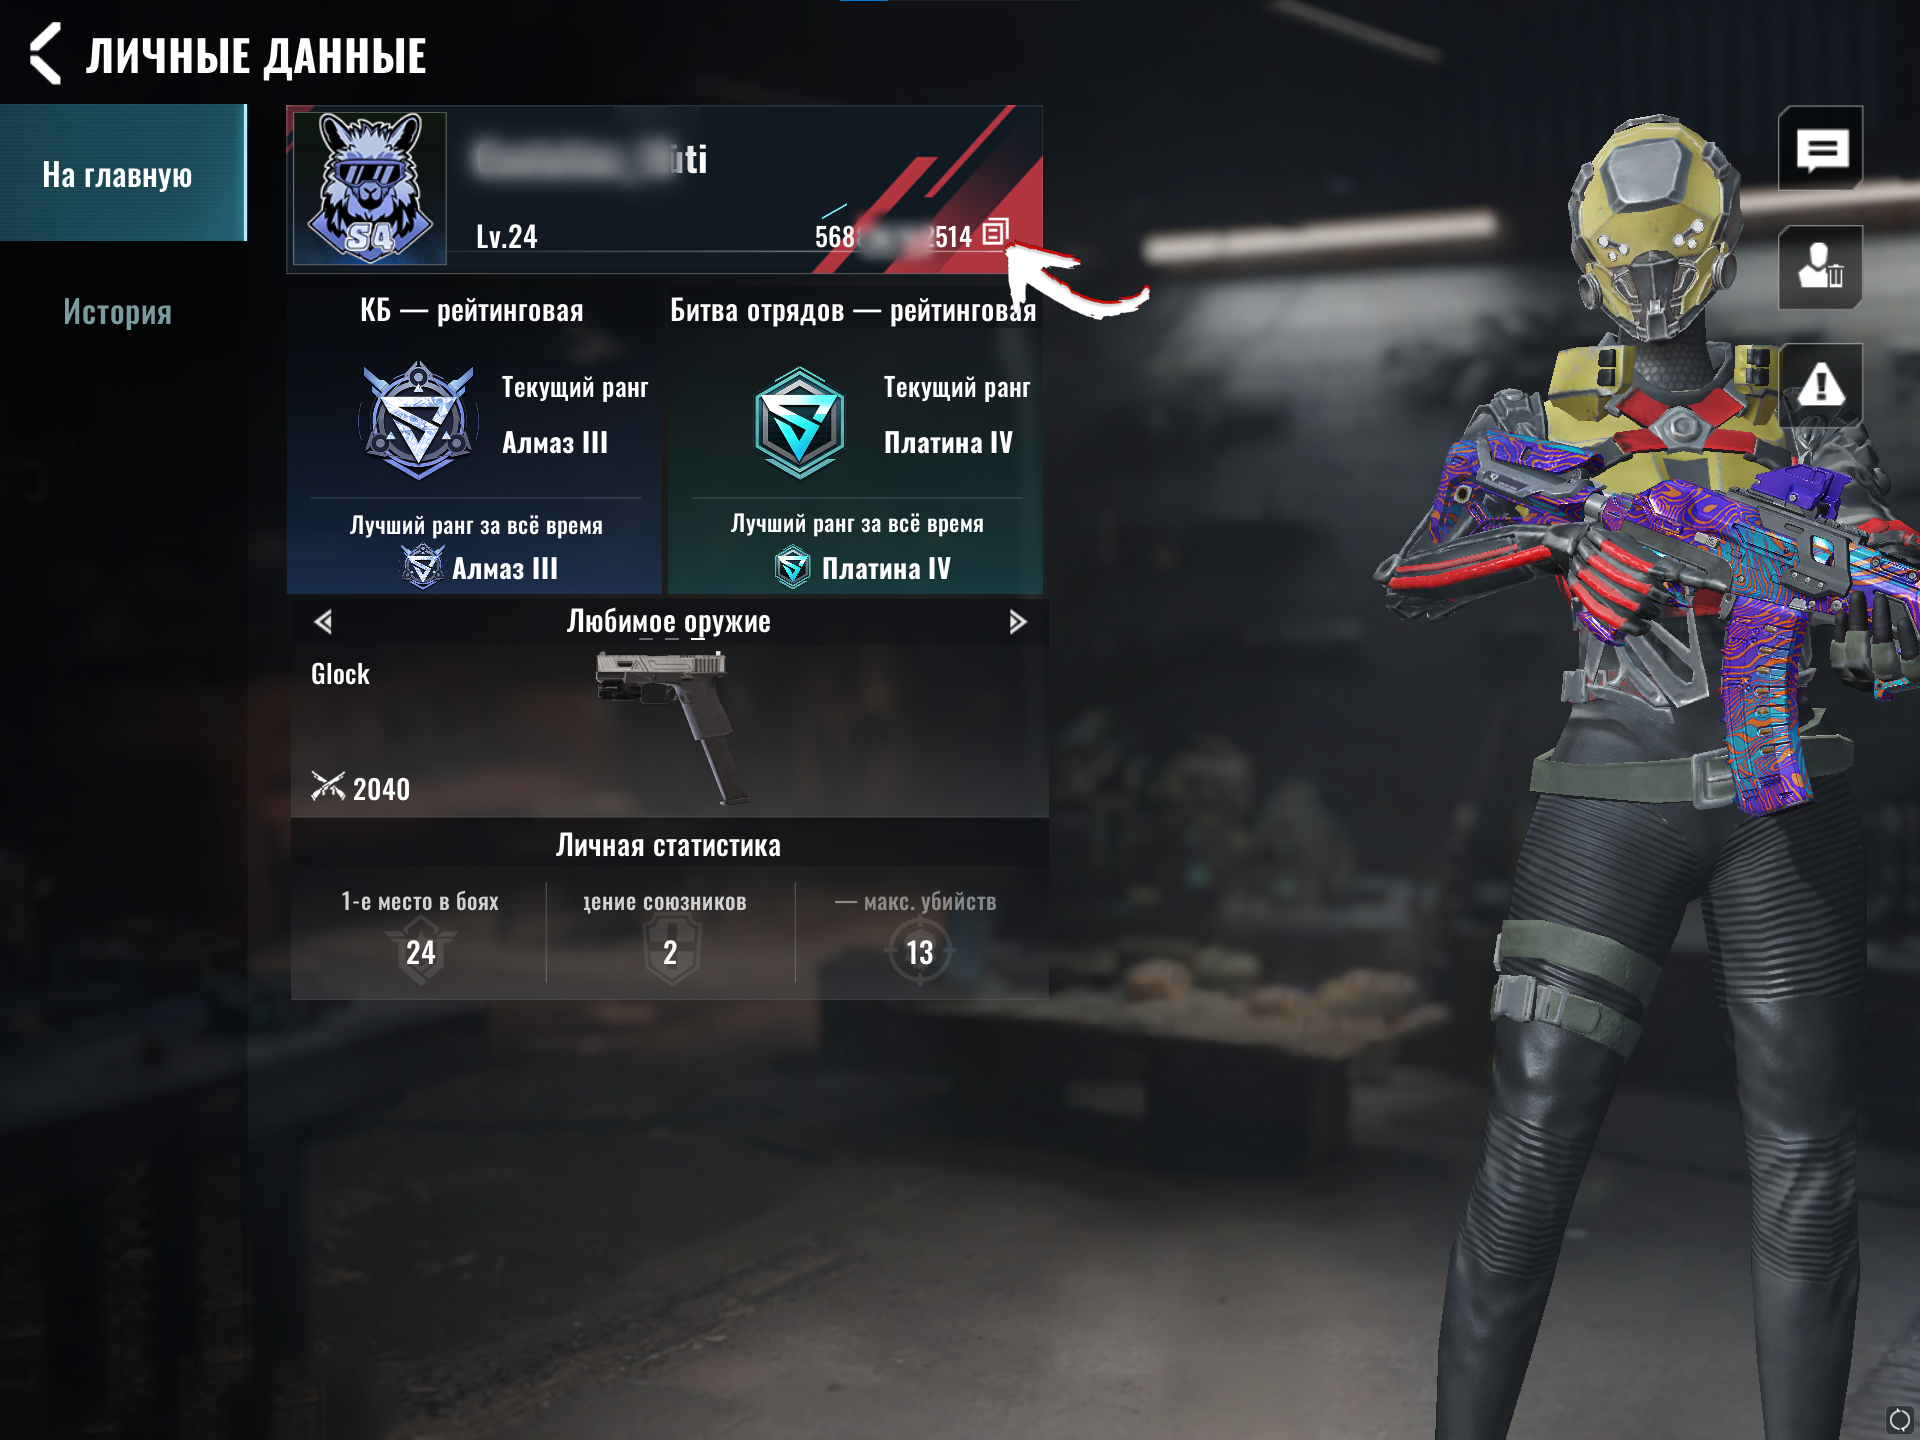 ЛИЧНЫЕ ДАННЫЕ
На главную
История
S4
Lv.24
КБ — рейтинговая
Текущий ранг
Алмаз III
Лучший ранг за всё время
Алмаз III
Битва отрядов — рейтинговая
Текущий ранг
Платина IV
Лучший ранг за всё время
Платина IV
Любимое оружие
Glock
2040
Личная статистика
1-е место в боях
24
союзников
2
— макс. убийств
13